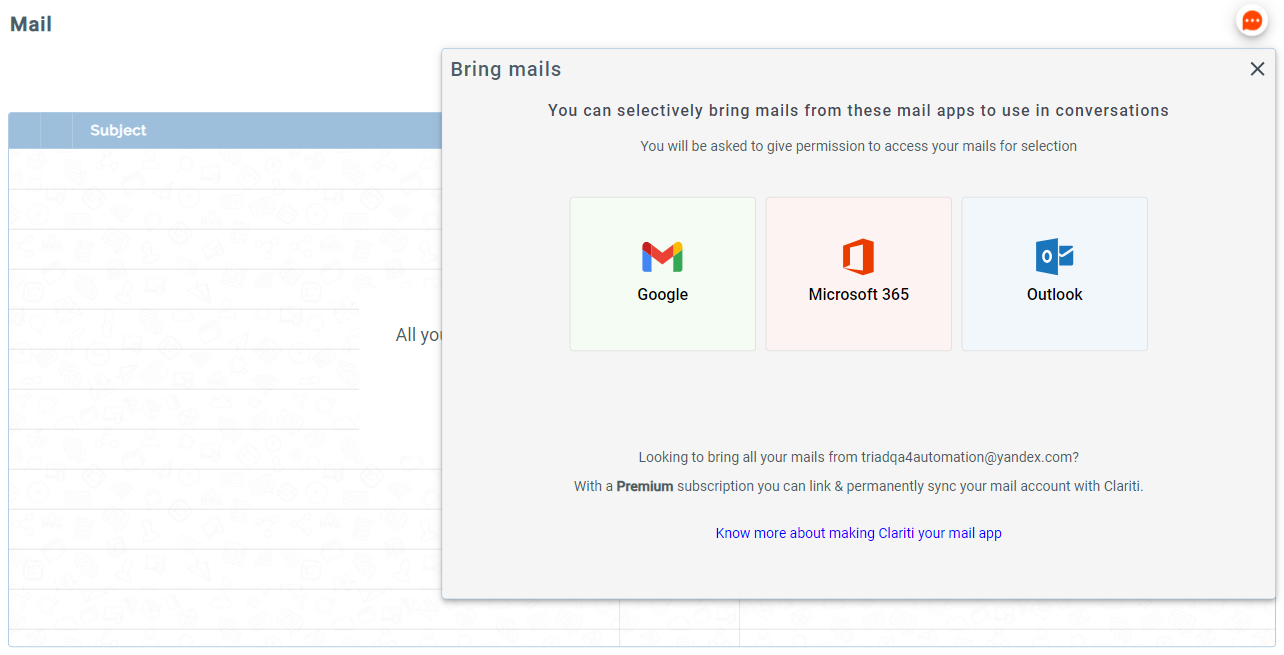 Mail
Bring mails
You can selectively bring mails from these mail apps to use in conversations
Subject
You will be asked to give permission to access your mails for selection
Google
Microsoft 365
Outlook
All
Looking to bring all your mails from triadqa4automation@yandex.com?
With a Premium subscription you can link & permanently sync your mail account with Clariti.
Know more about making Clariti your mail app